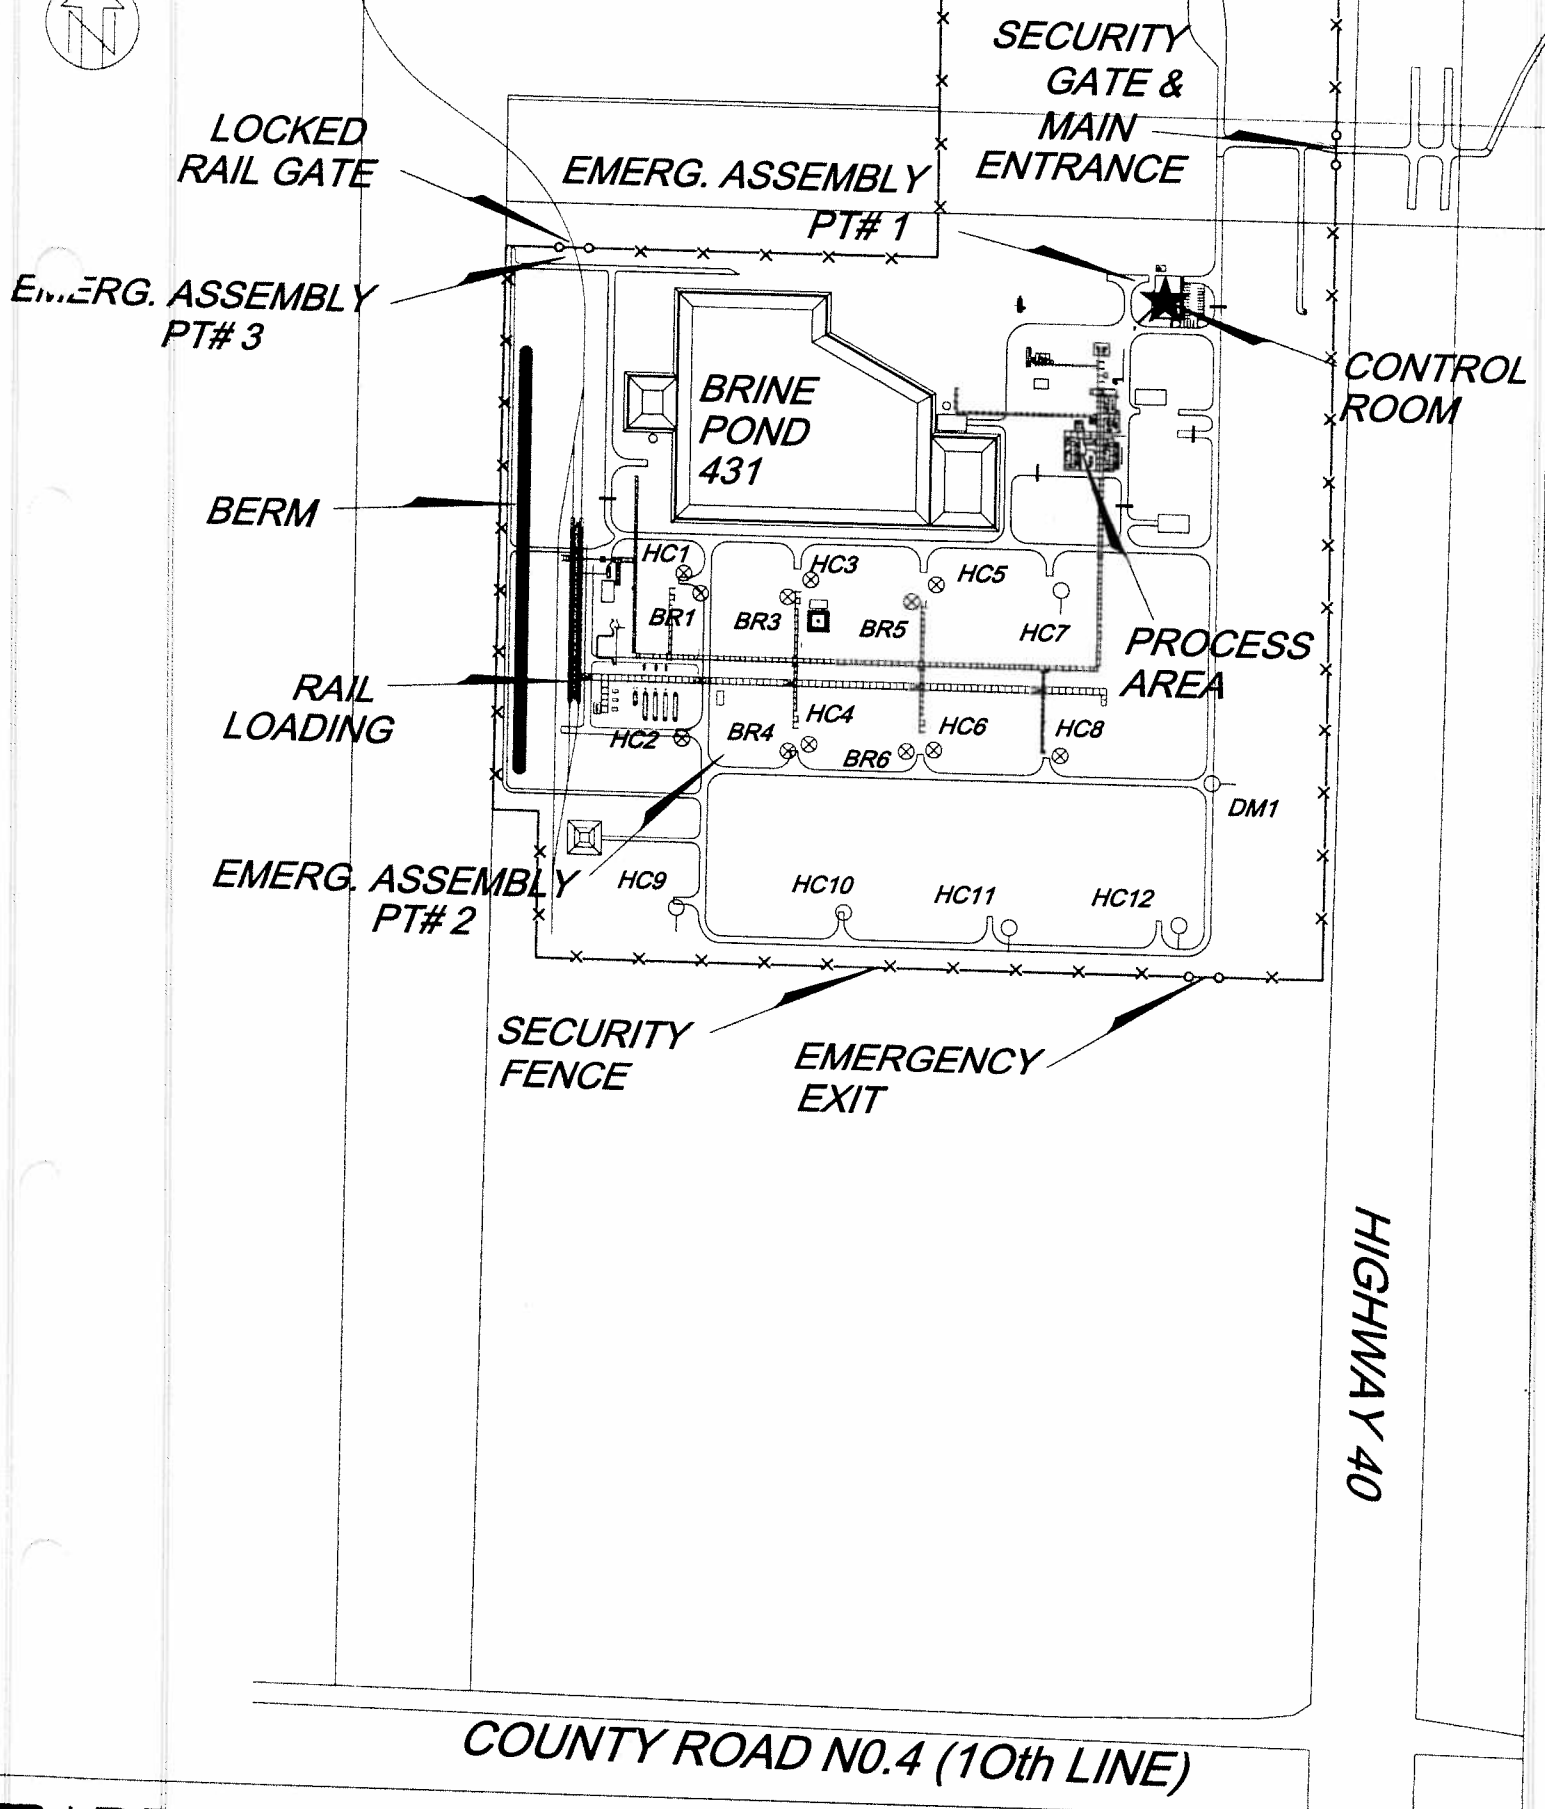 N
SECURITY
GATE &
MAIN
ENTRANCE
LOCKED
RAIL GATE
EMERG. ASSEMBLY
PT# 1
EMERG. ASSEMBLY
PT# 3
CONTROL
ROOM
BRINE
POND
431
BERM
HC1
HC3
HC5
BR1
BR3
BR5
HC7
PROCESS
AREA
RAIL
LOADING
HC2
BR4
HC4
BR6
HC6
HC8
DM1
EMERG. ASSEMBLY
PT# 2
HC9
HC10
HC11
HC12
SECURITY
FENCE
EMERGENCY
EXIT
HIGHWAY 40
COUNTY ROAD N0.4 (1Oth LINE)